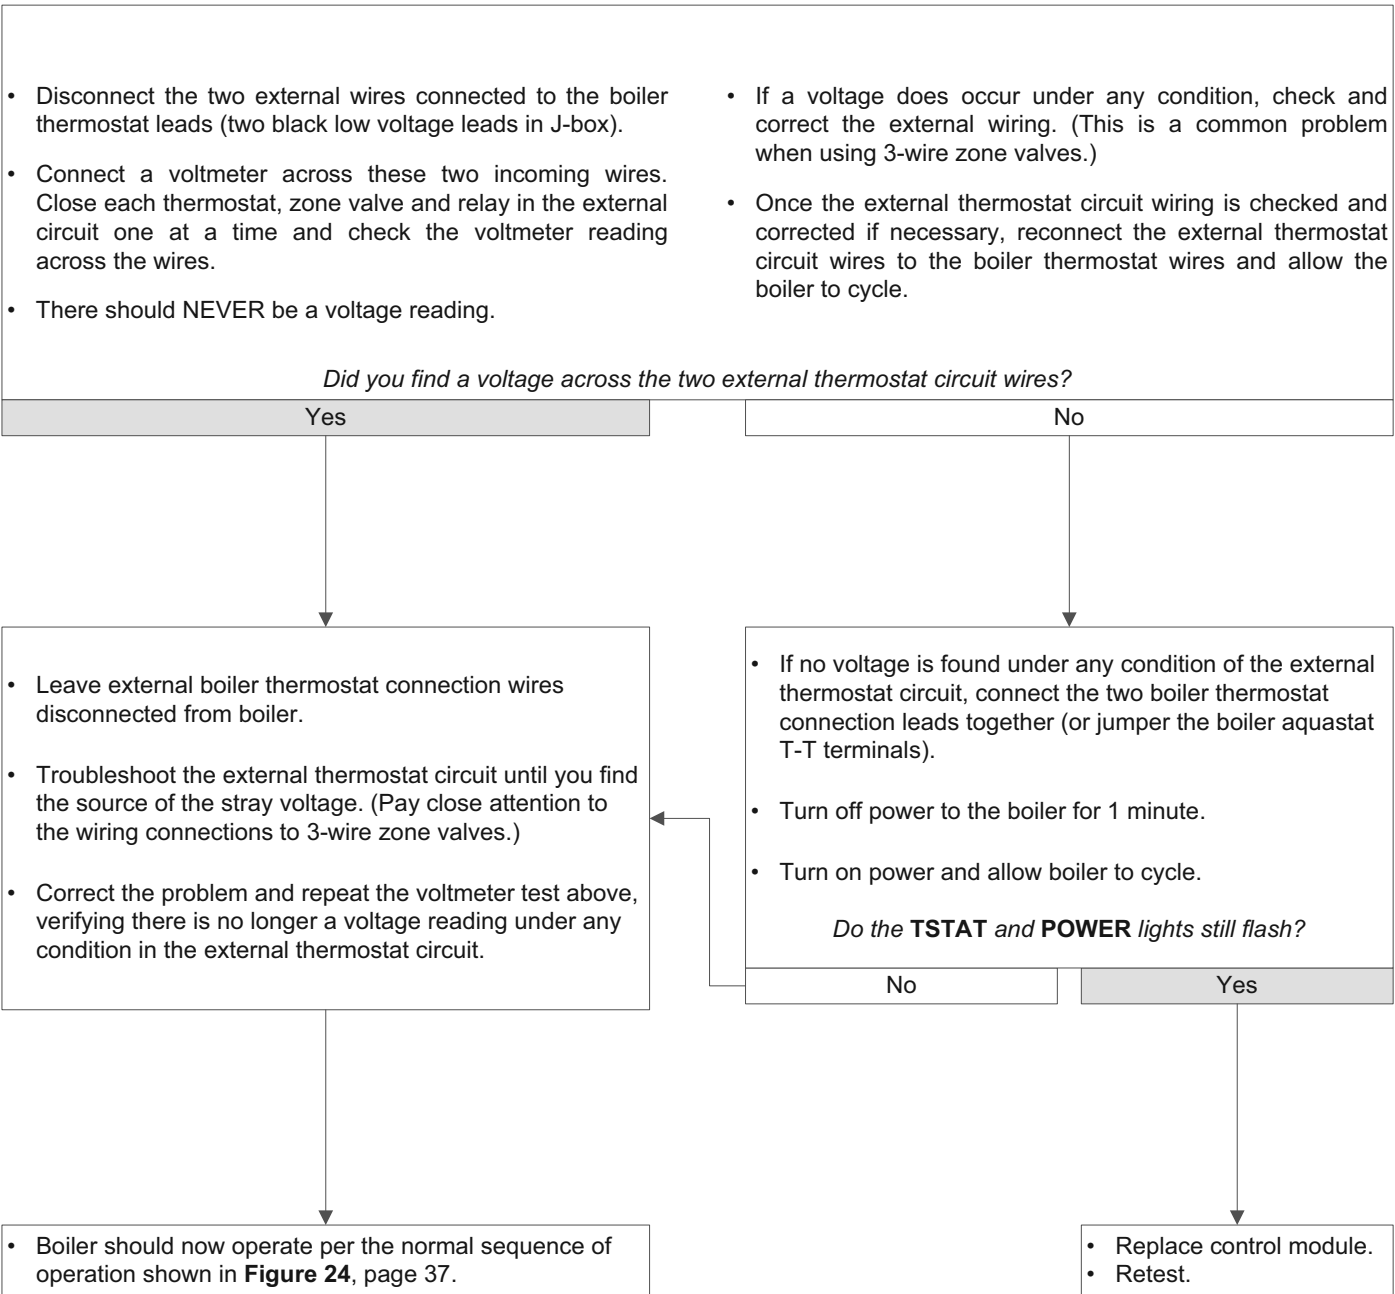 • Disconnect the two external wires connected to the boiler
thermostat leads (two black low voltage leads in J-box).
• Connect a voltmeter across these two incoming wires.
Close each thermostat, zone valve and relay in the external
circuit one at a time and check the voltmeter reading
across the wires.
• There should NEVER be a voltage reading.
• If a voltage does occur under any condition, check and
correct the external wiring. (This is a common problem
when using 3-wire zone valves.)
• Once the external thermostat circuit wiring is checked and
corrected if necessary, reconnect the external thermostat
circuit wires to the boiler thermostat wires and allow the
boiler to cycle.
Did you find a voltage across the two external thermostat circuit wires?
Yes
No
• Leave external boiler thermostat connection wires
disconnected from boiler.
• Troubleshoot the external thermostat circuit until you find
the source of the stray voltage. (Pay close attention to
the wiring connections to 3-wire zone valves.)
• Correct the problem and repeat the voltmeter test above,
verifying there is no longer a voltage reading under any
condition in the external thermostat circuit.
• If no voltage is found under any condition of the external
thermostat circuit, connect the two boiler thermostat
connection leads together (or jumper the boiler aquastat
T-T terminals).
• Turn off power to the boiler for 1 minute.
• Turn on power and allow boiler to cycle.
Do the TSTAT and POWER lights still flash?
No
Yes
• Boiler should now operate per the normal sequence of
operation shown in Figure 24, page 37.
• Replace control module.
• Retest.